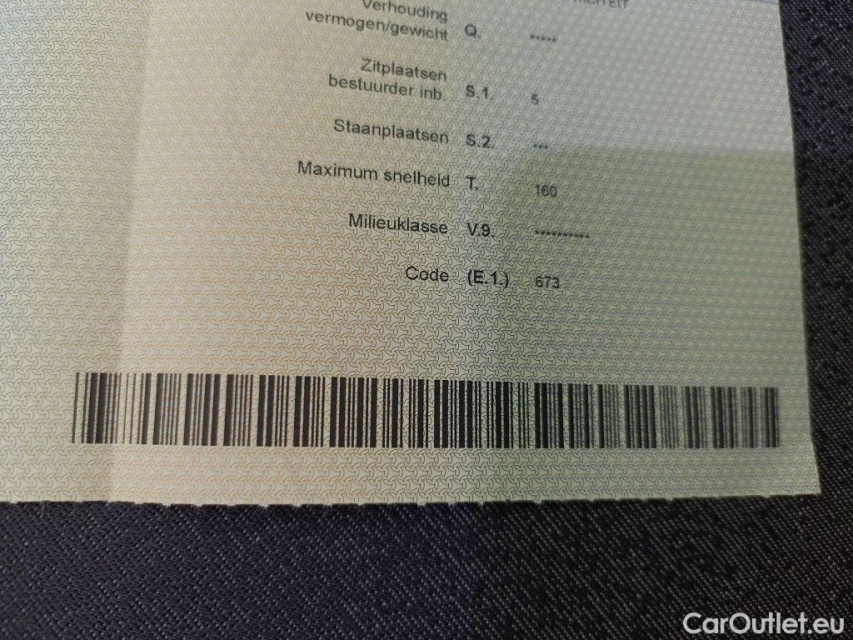 Verhouding
vermogen/gewicht Q. *****
Zitplaatsen
bestuurder inb. S.1. 5
Staanplaatsen S.2. ***
Maximum snelheid T. 160
Milieuklasse V.9. **********
Code (E.1.) 673
CarOutlet.eu